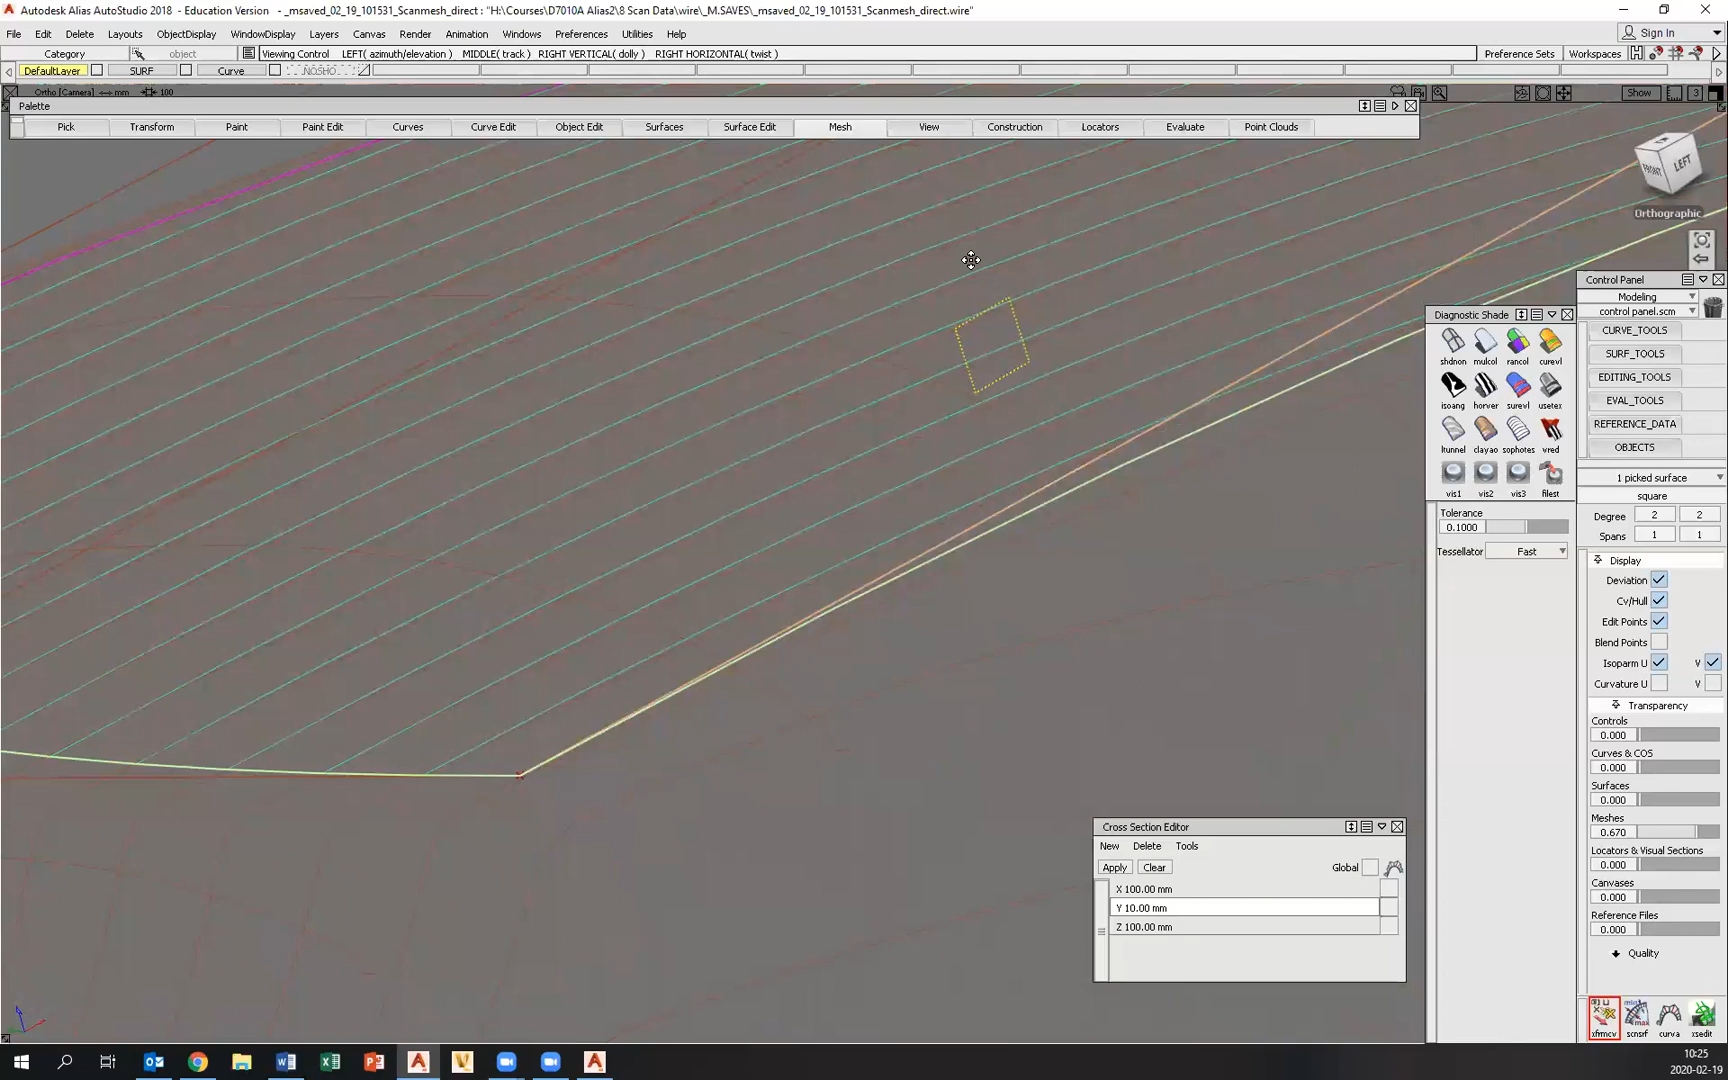 Autodesk Alias AutoStudio 2018 - Education Version - _msaved_02_19_101531_Scanmesh_direct : "H:\Courses\D7010A Alias2\8 Scan Data\wire\_M.SAVES\_msaved_02_19_101531_Scanmesh_direct.wire"
File Edit Delete Layouts ObjectDisplay WindowDisplay Layers Canvas Render Animation Windows Preferences Utilities Help Sign In
Category object Viewing Control LEFT( azimuth/elevation ) MIDDLE( track ) RIGHT VERTICAL( dolly ) RIGHT HORIZONTAL( twist ) Preference Sets Workspaces
DefaultLayer SURF Curve NOSHO
Ortho [Camera] mm 100 Show 3
Palette
Pick Transform Paint Paint Edit Curves Curve Edit Object Edit Surfaces Surface Edit Mesh View Construction Locators Evaluate Point Clouds
FRONT LEFT
Orthographic
Control Panel
Modeling
control panel.scm
CURVE_TOOLS
SURF_TOOLS
EDITING_TOOLS
EVAL_TOOLS
REFERENCE_DATA
OBJECTS
1 picked surface
square
Degree 2 2
Spans 1 1
Display
Deviation
Cv/Hull
Edit Points
Blend Points
Isoparm U V
Curvature U V
Transparency
Controls
0.000
Curves & COS
0.000
Surfaces
0.000
Meshes
0.670
Locators & Visual Sections
0.000
Canvases
0.000
Reference Files
0.000
Quality
xfrmcv scnsrf curva xsedit
Diagnostic Shade
shdnon mulcol rancol curevl
isoang horver surevl usetex
ltunnel clayao sophotes vred
vis1 vis2 vis3 filest
Tolerance
0.1000
Tessellator Fast
Cross Section Editor
New Delete Tools
Apply Clear Global
X 100.00 mm
Y 10.00 mm
Z 100.00 mm
10:25
2020-02-19